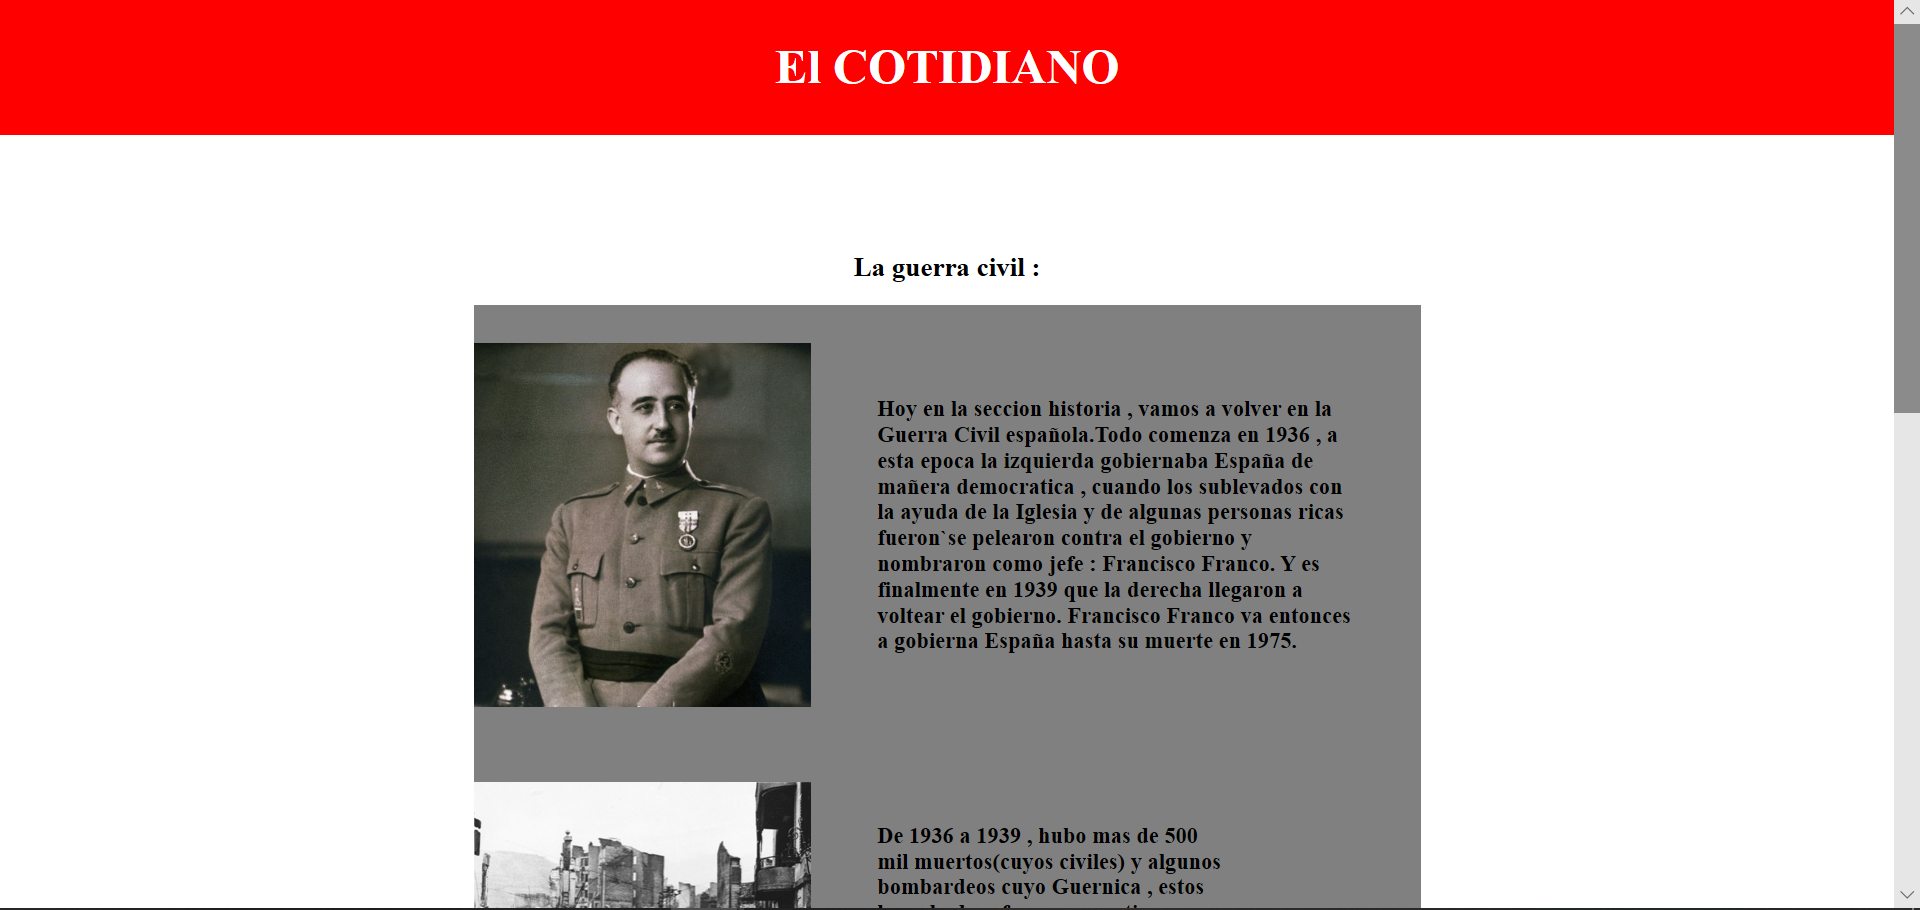 El COTIDIANO
La guerra civil :
Hoy en la seccion historia , vamos a volver en la
Guerra Civil española.Todo comenza en 1936 , a
esta epoca la izquierda gobiernaba España de
mañera democratica , cuando los sublevados con
la ayuda de la Iglesia y de algunas personas ricas
fueron`se pelearon contra el gobierno y
nombraron como jefe : Francisco Franco. Y es
finalmente en 1939 que la derecha llegaron a
voltear el gobierno. Francisco Franco va entonces
a gobierna España hasta su muerte en 1975.
De 1936 a 1939 , hubo mas de 500
mil muertos(cuyos civiles) y algunos
bombardeos cuyo Guernica , estos